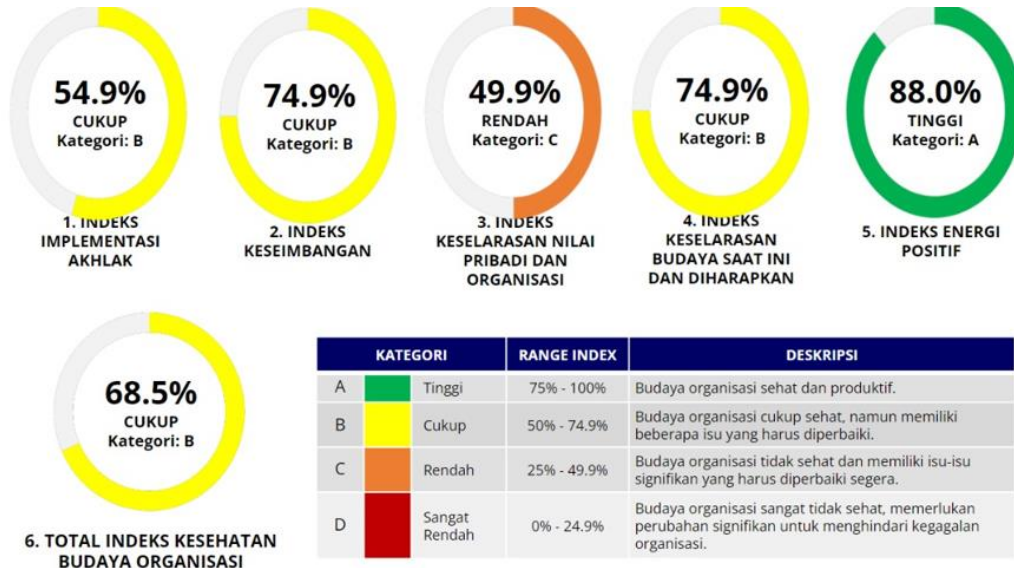 54.9%
CUKUP
Kategori: B
1. INDEKS
IMPLEMENTASI
AKHLAK
74.9%
CUKUP
Kategori: B
2. INDEKS
KESEIMBANGAN
49.9%
RENDAH
Kategori: C
3. INDEKS
KESELARASAN NILAI
PRIBADI DAN
ORGANISASI
74.9%
CUKUP
Kategori: B
4. INDEKS
KESELARASAN
BUDAYA SAAT INI
DAN DIHARAPKAN
88.0%
TINGGI
Kategori: A
5. INDEKS ENERGI
POSITIF
68.5%
CUKUP
Kategori: B
6. TOTAL INDEKS KESEHATAN
BUDAYA ORGANISASI
KATEGORI RANGE INDEX DESKRIPSI
A Tinggi 75% - 100% Budaya organisasi sehat dan produktif.
B Cukup 50% - 74.9% Budaya organisasi cukup sehat, namun memiliki
beberapa isu yang harus diperbaiki.
C Rendah 25% - 49.9% Budaya organisasi tidak sehat dan memiliki isu-isu
signifikan yang harus diperbaiki segera.
D Sangat
Rendah 0% - 24.9% Budaya organisasi sangat tidak sehat, memerlukan
perubahan signifikan untuk menghindari kegagalan
organisasi.